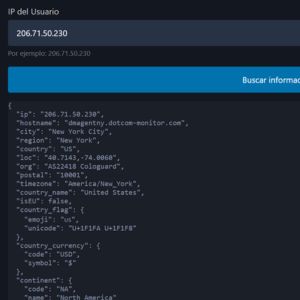 IP del Usuario
206.71.50.230
Por ejemplo: 206.71.50.230
Buscar informac
{
"ip": "206.71.50.230",
"hostname": "dmagentny.dotcom-monitor.com",
"city": "New York City",
"region": "New York",
"country": "US",
"loc": "40.7143,-74.0060",
"org": "AS22418 Cologuard",
"postal": "10001",
"timezone": "America/New_York",
"country_name": "United States",
"isEU": false,
"country_flag": {
"emoji": "us",
"unicode": "U+1F1FA U+1F1F8"
},
"country_currency": {
"code": "USD",
"symbol": "$"
},
"continent": {
"code": "NA",
"name": "North America"